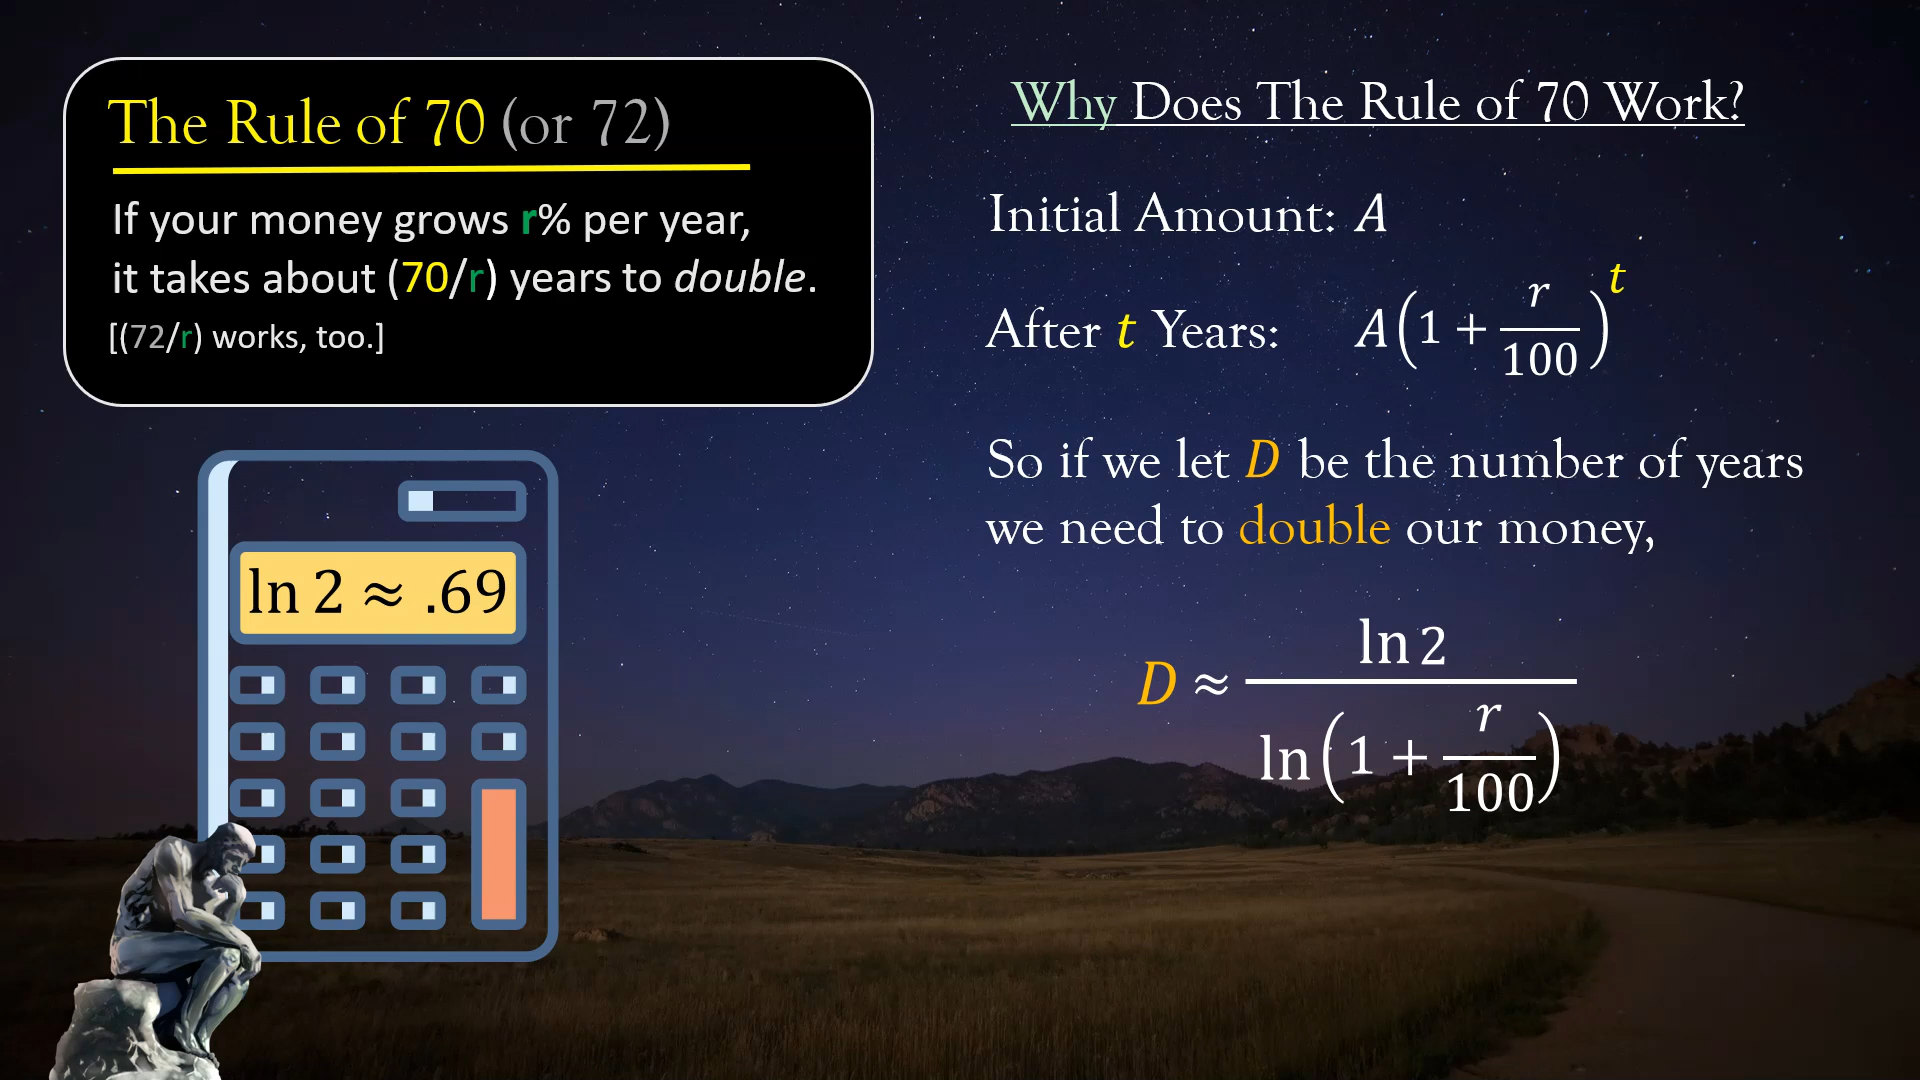 The Rule of 70 (or 72)
If your money grows r% per year,
it takes about (70/r) years to double.
[(72/r) works, too.]
ln 2 ≈ .69
Why Does The Rule of 70 Work?
Initial Amount: A
After t Years: A(1 + r/100)^t
So if we let D be the number of years
we need to double our money,
D ≈ ln 2 / ln(1 + r/100)